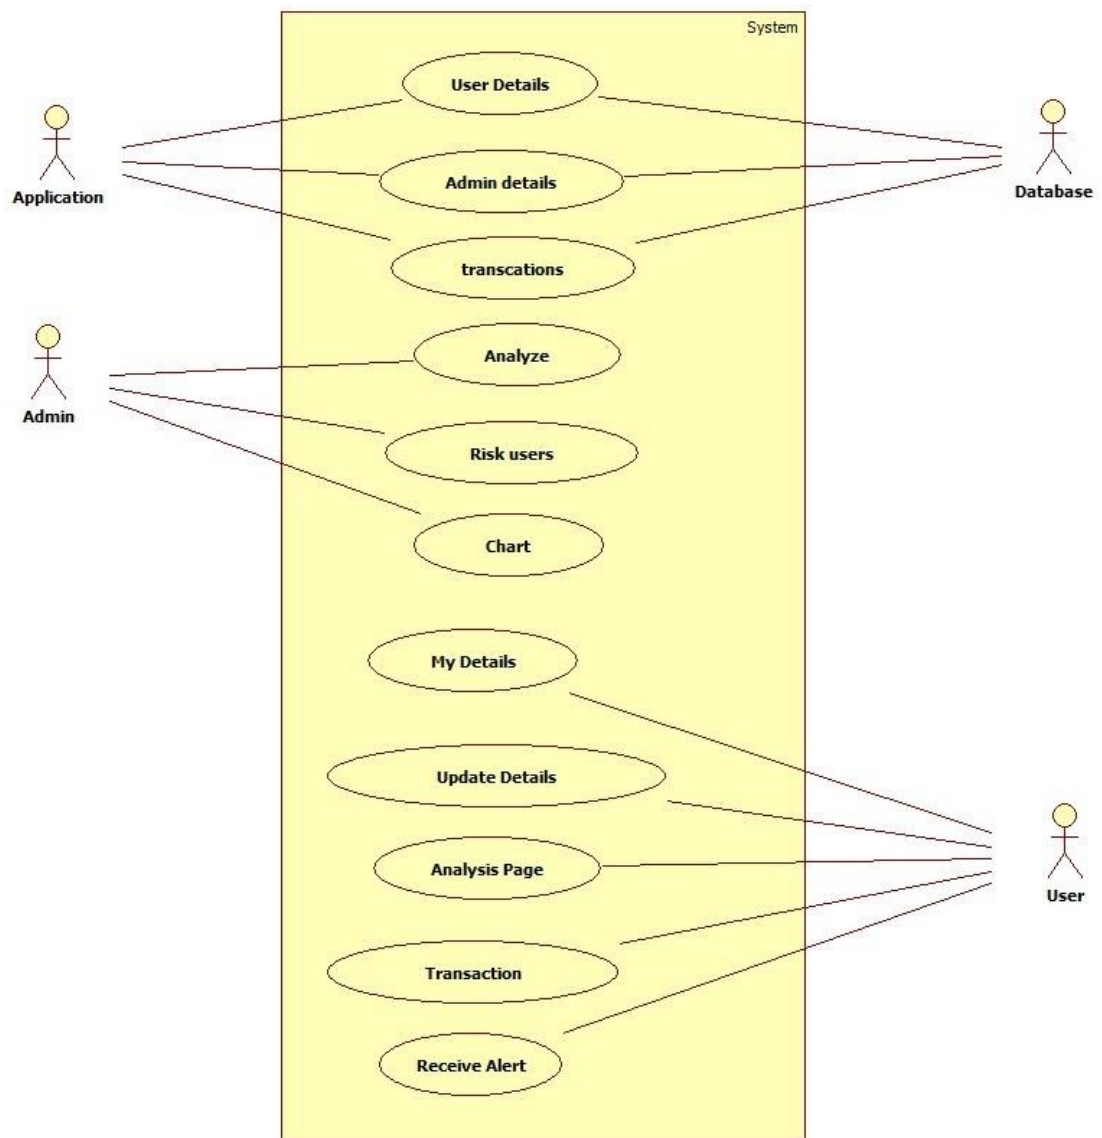 System
User Details
Application
Admin details
Database
transcations
Analyze
Admin
Risk users
Chart
My Details
Update Details
Analysis Page
User
Transaction
Receive Alert